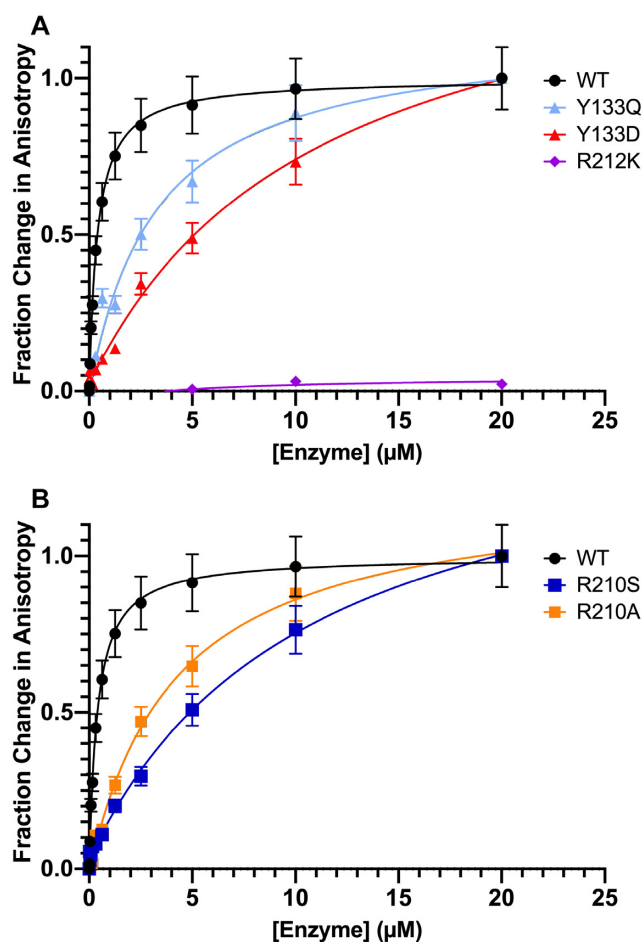 A
Fraction Change in Anisotropy
1.0
0.5
0.0
0 5 10 15 20 25
[Enzyme] (µM)
WT
Y133Q
Y133D
R212K
B
Fraction Change in Anisotropy
1.0
0.5
0.0
0 5 10 15 20 25
[Enzyme] (µM)
WT
R210S
R210A